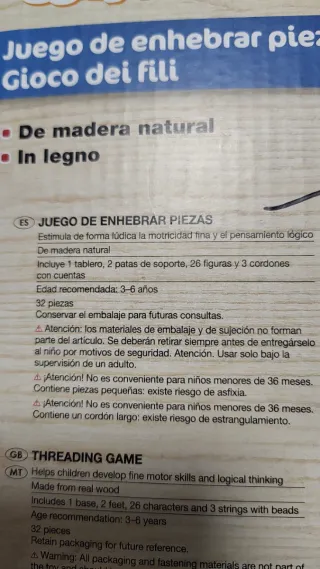 Juego de enhebrar
Gioco dei fili
De madera natural
In legno
ES JUEGO DE ENHEBRAR PIEZAS
Estimula de forma lúdica la motricidad fina y el pensamiento lógico
De madera natural
Incluye 1 tablero, 2 patas de soporte, 26 figuras y 3 cordones
con cuentas
Edad recomendada: 3–6 años
32 piezas
Conservar el embalaje para futuras consultas.
⚠ Atención: los materiales de embalaje y de sujeción no forman
parte del artículo. Se deberán retirar siempre antes de entregárselo
al niño por motivos de seguridad. Atención. Usar solo bajo la
supervisión de un adulto.
⚠ ¡Atención! No es conveniente para niños menores de 36 meses.
Contiene piezas pequeñas: existe riesgo de asfixia.
⚠ ¡Atención! No es conveniente para niños menores de 36 meses.
Contiene un cordón largo: existe riesgo de estrangulamiento.
GB THREADING GAME
MT Helps children develop fine motor skills and logical thinking
Made from real wood
Includes 1 base, 2 feet, 26 characters and 3 strings with beads
Age recommendation: 3–6 years
32 pieces
Retain packaging for future reference.
⚠ Warning: All packaging and fastening materials are not part of